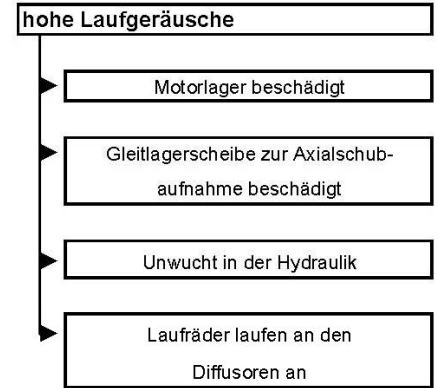 hohe Laufgeräusche
Motorlager beschädigt
Gleitlagerscheibe zur Axialschub-
aufnahme beschädigt
Unwucht in der Hydraulik
Laufräder laufen an den
Diffusoren an